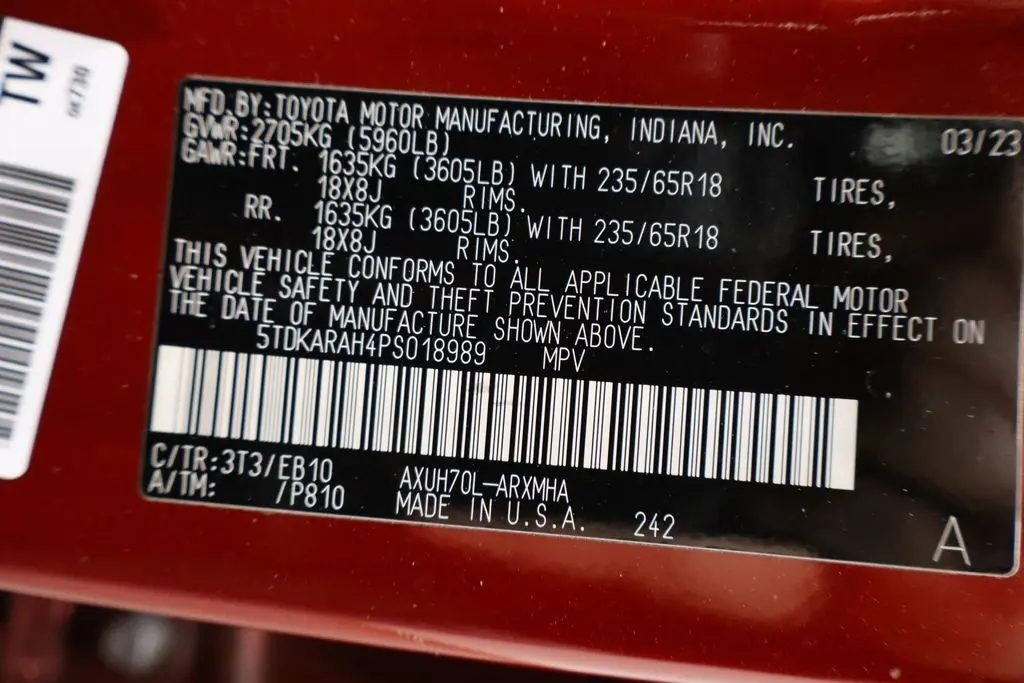 TW
MFD.BY:TOYOTA MOTOR MANUFACTURING, INDIANA, INC. 03/23
GVWR:2705KG (5960LB)
GAWR:FRT. 1635KG (3605LB) WITH 235/65R18 TIRES,
18X8J RIMS.
RR. 1635KG (3605LB) WITH 235/65R18 TIRES,
18X8J RIMS.
THIS VEHICLE CONFORMS TO ALL APPLICABLE FEDERAL MOTOR
VEHICLE SAFETY AND THEFT PREVENTION STANDARDS IN EFFECT ON
THE DATE OF MANUFACTURE SHOWN ABOVE.
5TDKARAH4PS018989 MPV
C/TR:3T3/EB10 AXUH70L-ARXMHA
A/TM: /P810 MADE IN U.S.A. 242
A